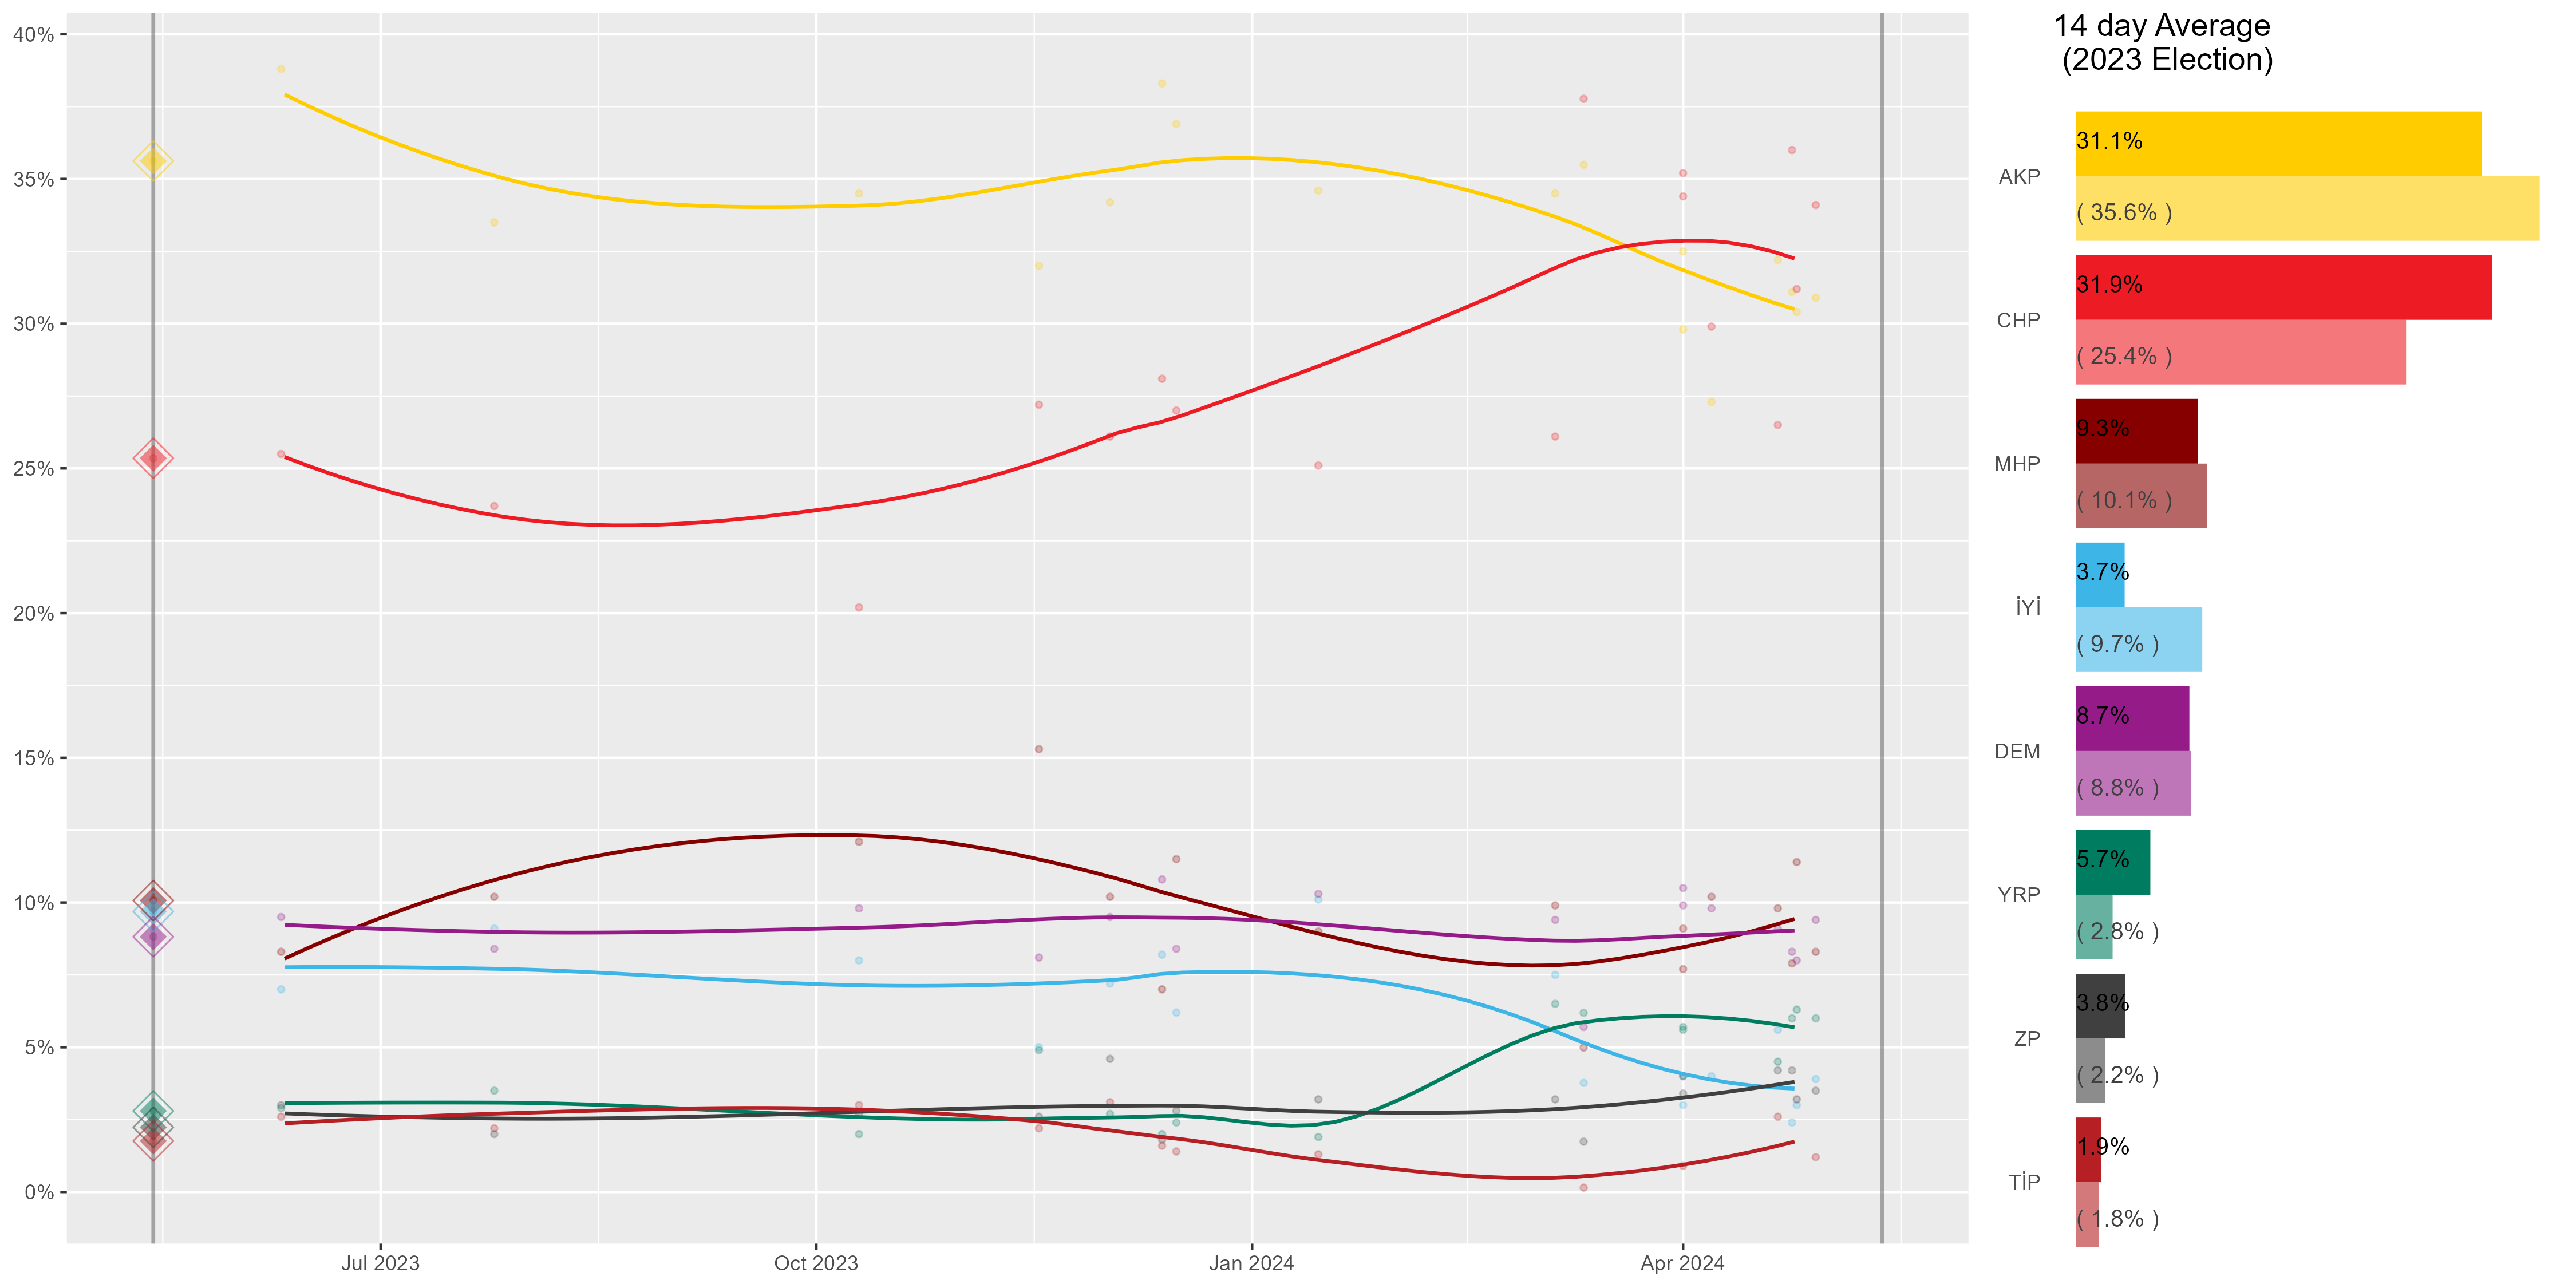 40%
35%
30%
25%
20%
15%
10%
5%
0%
Jul 2023
Oct 2023
Jan 2024
Apr 2024
14 day Average
(2023 Election)
AKP
31.1%
( 35.6% )
CHP
31.9%
( 25.4% )
MHP
9.3%
( 10.1% )
İYİ
3.7%
( 9.7% )
DEM
8.7%
( 8.8% )
YRP
5.7%
( 2.8% )
ZP
3.8%
( 2.2% )
TİP
1.9%
( 1.8% )